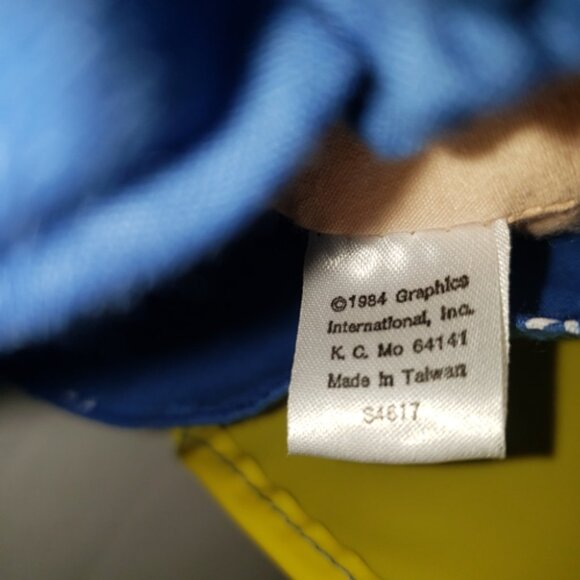 ©1984 Graphics
International, Inc.
K. C. Mo 64141
Made in Taiwan
S4617